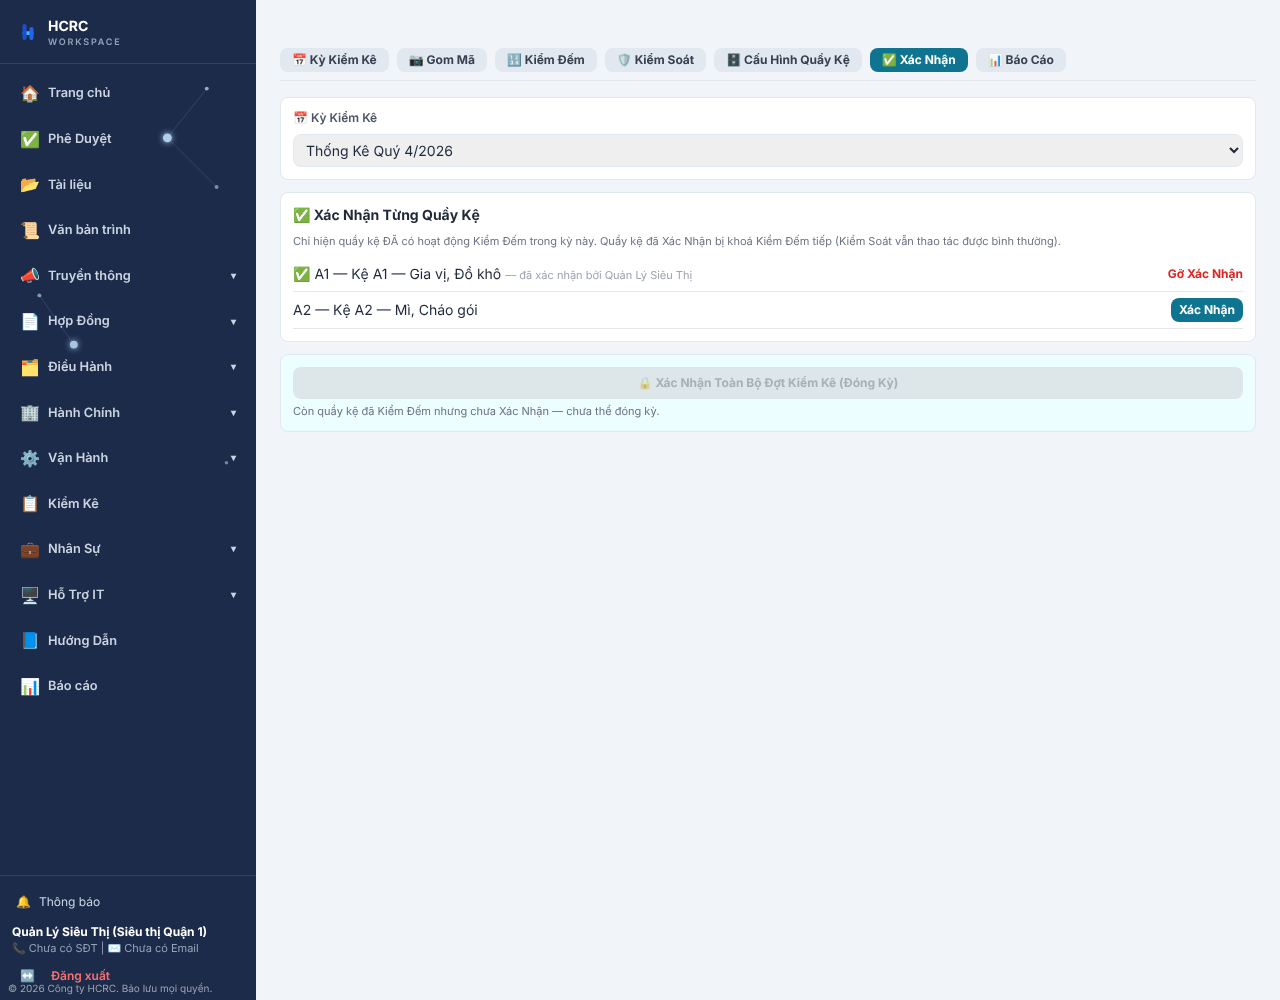 HCRC
WORKSPACE
Trang chủ
Phê Duyệt
Tài liệu
Văn bản trình
Truyền thông
Hợp Đồng
Điều Hành
Hành Chính
Vận Hành
Kiểm Kê
Nhân Sự
Hỗ Trợ IT
Hướng Dẫn
Báo cáo
Thông báo
Quản Lý Siêu Thị (Siêu thị Quận 1)
Chưa có SĐT | Chưa có Email
Đăng xuất
© 2026 Công ty HCRC. Bảo lưu mọi quyền.
Kỳ Kiểm Kê Gom Mã Kiểm Đếm Kiểm Soát Cấu Hình Quầy Kệ Xác Nhận Báo Cáo
Kỳ Kiểm Kê
Thống Kê Quý 4/2026
Xác Nhận Từng Quầy Kệ
Chỉ hiện quầy kệ ĐÃ có hoạt động Kiểm Đếm trong kỳ này. Quầy kệ đã Xác Nhận bị khoá Kiểm Đếm tiếp (Kiểm Soát vẫn thao tác được bình thường).
A1 — Kệ A1 — Gia vị, Đồ khô — đã xác nhận bởi Quản Lý Siêu Thị Gỡ Xác Nhận
A2 — Kệ A2 — Mì, Cháo gói Xác Nhận
Xác Nhận Toàn Bộ Đợt Kiểm Kê (Đóng Kỳ)
Còn quầy kệ đã Kiểm Đếm nhưng chưa Xác Nhận — chưa thể đóng kỳ.